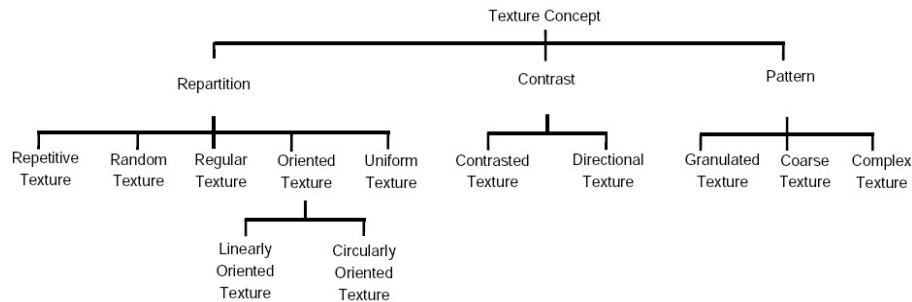 Texture Concept
Repartition
Contrast
Pattern
Repetitive
Texture
Random
Texture
Regular
Texture
Oriented
Texture
Uniform
Texture
Contrasted
Texture
Directional
Texture
Granulated
Texture
Coarse
Texture
Complex
Texture
Linearly
Oriented
Texture
Circularly
Oriented
Texture